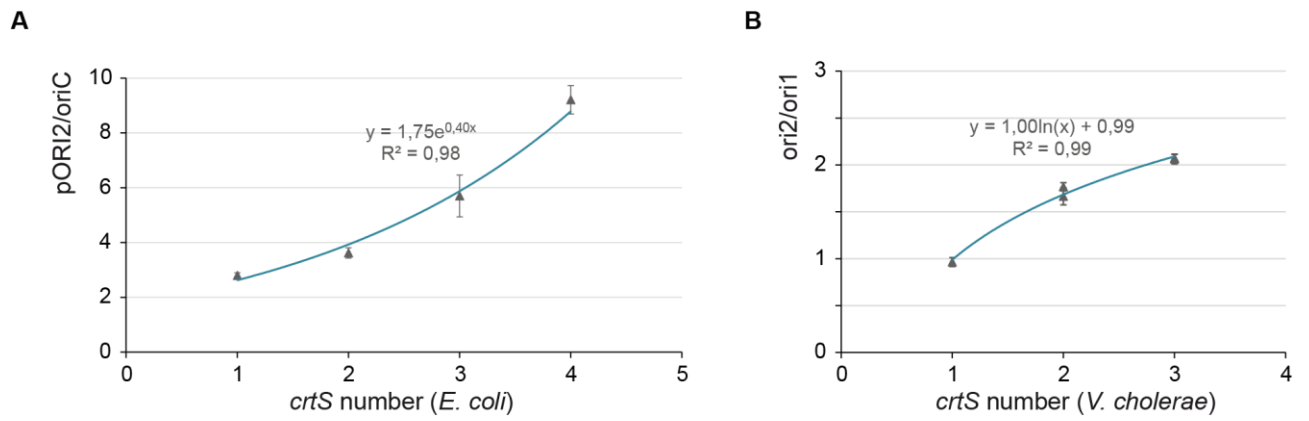 A
pORI2/oriC
10
8
6
4
2
0
y = 1,75e^0,40x
R² = 0,98
0 1 2 3 4 5
crtS number (E. coli)
B
ori2/ori1
3
2
1
0
y = 1,00ln(x) + 0,99
R² = 0,99
0 1 2 3 4
crtS number (V. cholerae)